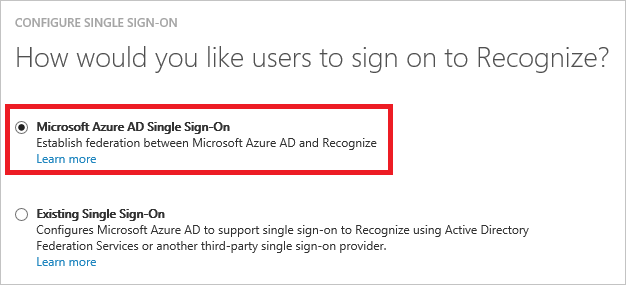 CONFIGURE SINGLE SIGN-ON
How would you like users to sign on to Recognize?
Microsoft Azure AD Single Sign-On
Establish federation between Microsoft Azure AD and Recognize
Learn more
Existing Single Sign-On
Configures Microsoft Azure AD to support single sign-on to Recognize using Active Directory
Federation Services or another third-party single sign-on provider.
Learn more